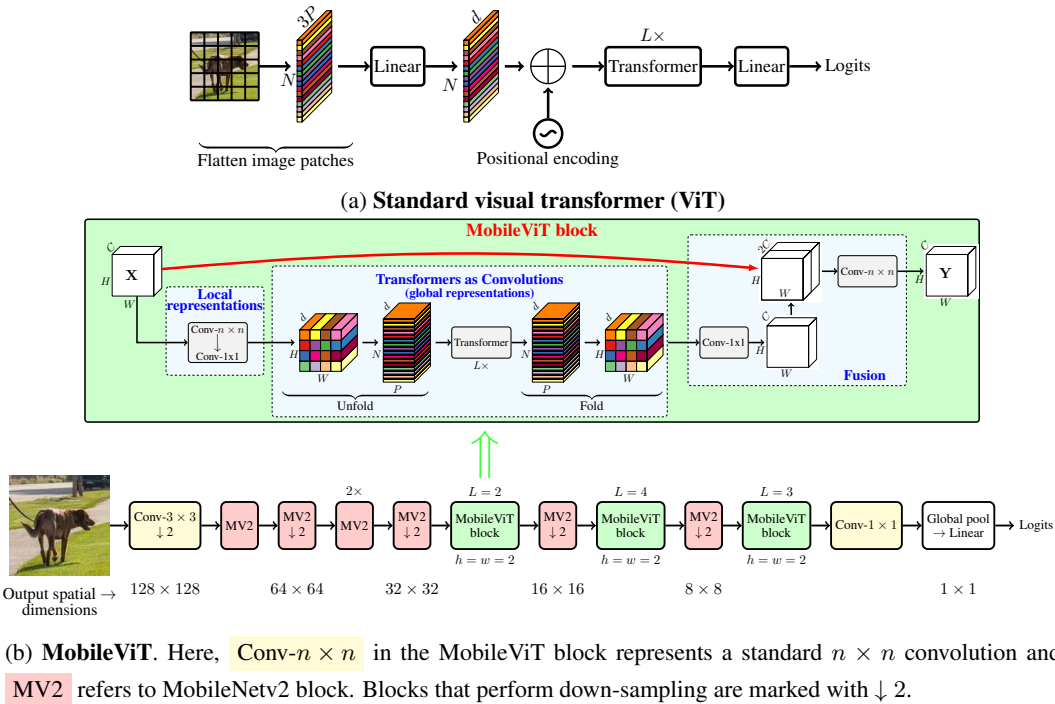 3P
N
Linear
d
N
L×
Transformer
Linear
Logits
Flatten image patches
Positional encoding
(a) Standard visual transformer (ViT)
MobileViT block
C
H
X
W
Local
representations
Conv-n × n
Conv-1x1
Transformers as Convolutions
(global representations)
d
H
W
N
d
P
Unfold
Transformer
L×
d
N
P
d
H
W
Fold
Conv-1x1
C
H
W
2C
H
W
Conv-n × n
C
H
Y
W
Fusion
Conv-3 × 3
↓ 2
MV2
MV2
↓ 2
2×
MV2
MV2
↓ 2
L = 2
MobileViT
block
h = w = 2
MV2
↓ 2
L = 4
MobileViT
block
h = w = 2
MV2
↓ 2
L = 3
MobileViT
block
h = w = 2
Conv-1 × 1
Global pool
→ Linear
Logits
Output spatial →
dimensions
128 × 128
64 × 64
32 × 32
16 × 16
8 × 8
1 × 1
(b) MobileViT. Here, Conv-n × n in the MobileViT block represents a standard n × n convolution and
MV2 refers to MobileNetv2 block. Blocks that perform down-sampling are marked with ↓ 2.